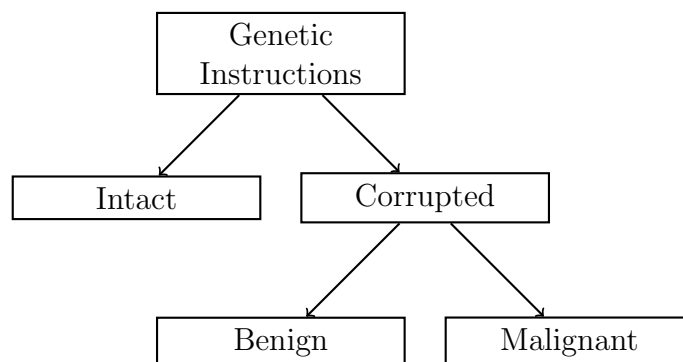 Genetic
Instructions
Intact
Corrupted
Benign
Malignant